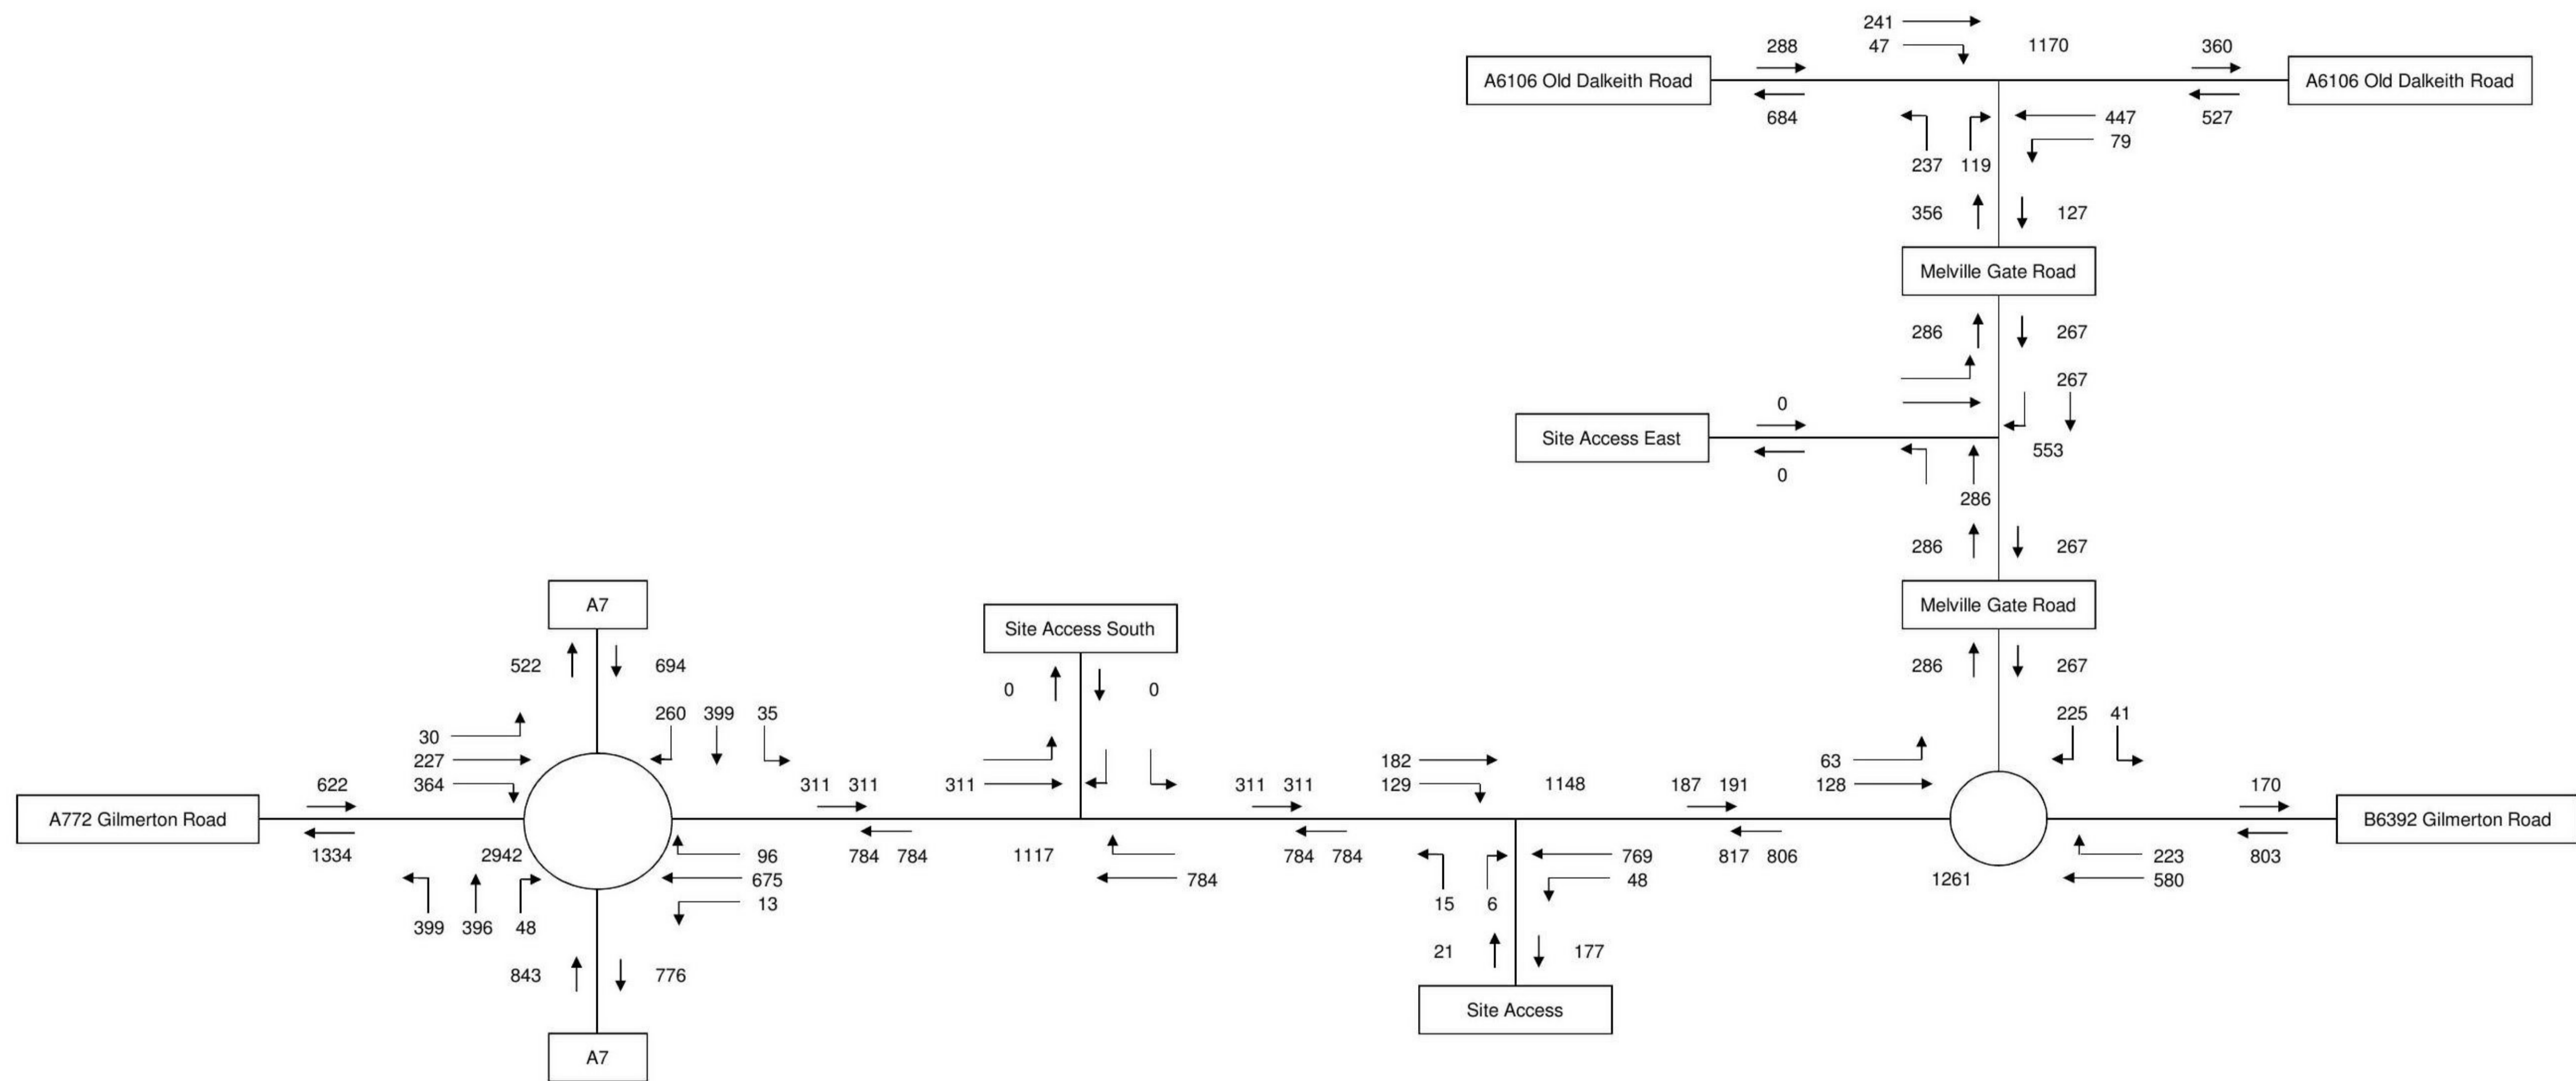 241
288 47 1170 360
A6106 Old Dalkeith Road A6106 Old Dalkeith Road
684 447 527
79
237 119
356 127
Melville Gate Road
286 267
267
0
Site Access East
553
0
286
286 267
A7 Melville Gate Road
Site Access South
522 694 286 267
0 0
260 399 35 225 41
30
227 182 63
622 364 311 311 311 311 311 129 1148 187 191 128 170
A772 Gilmerton Road B6392 Gilmerton Road
1334 2942 96 784 784 1117 784 784 769 817 806 223 803
675 784 48 1261 580
13 15 6
399 396 48
21 177
843 776
Site Access
A7